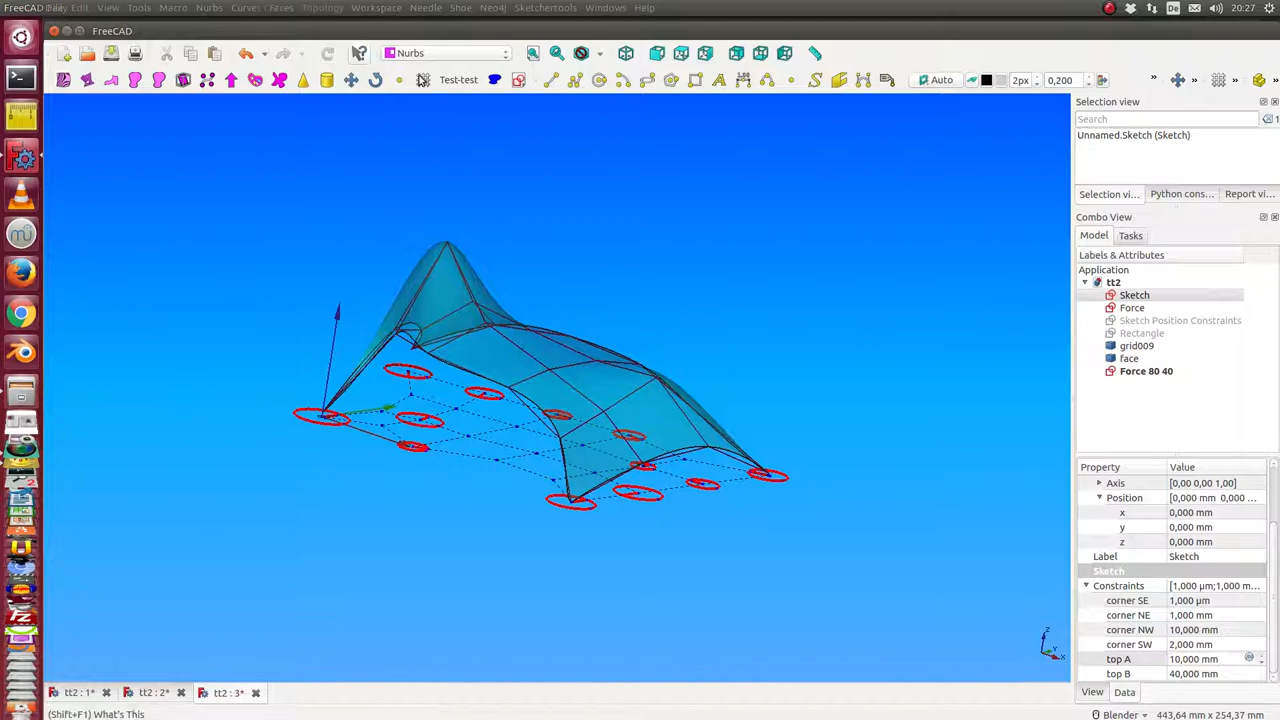 FreeCAD Edit View Tools Macro Nurbs Curves Faces Topology Workspace Needle Shoe Neo4j Sketchertools Windows Help
De
20:27
FreeCAD
Nurbs
Test-test
Auto
2px
0,200
Selection view
Search
1
Unnamed.Sketch (Sketch)
Selection vi...
Python cons...
Report vi...
Combo View
Model
Tasks
Labels & Attributes
Application
tt2
Sketch
Force
Sketch Position Constraints
Rectangle
grid009
face
Force 80 40
Property Value
Axis [0,00 0,00 1,00]
Position [0,000 mm 0,000 ...
x 0,000 mm
y 0,000 mm
z 0,000 mm
Label Sketch
Sketch
Constraints [1,000 µm;1,000 m...
corner SE 1,000 µm
corner NE 1,000 mm
corner NW 10,000 mm
corner SW 2,000 mm
top A 10,000 mm
top B 40,000 mm
tt2 : 1*
tt2 : 2*
tt2 : 3*
View
Data
(Shift+F1) What's This
Blender
443,64 mm x 254,37 mm